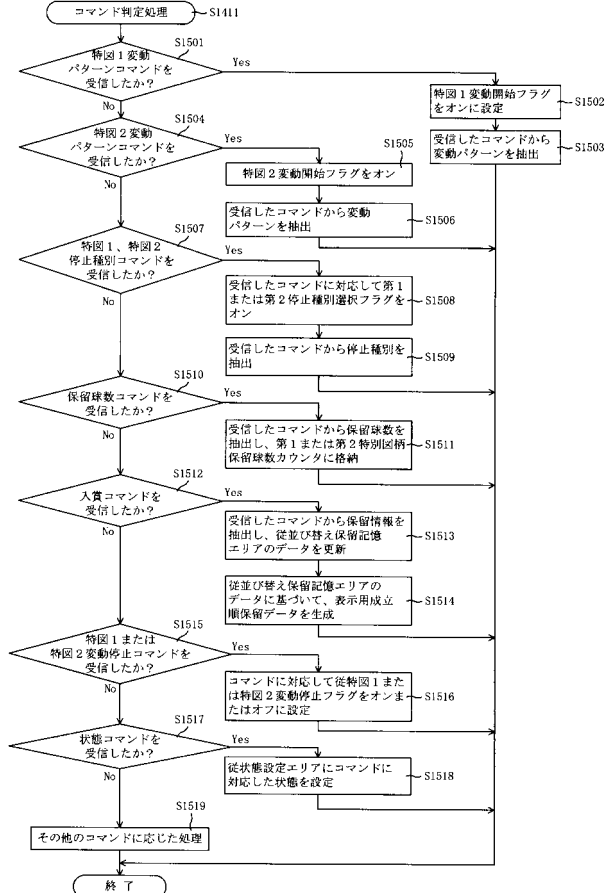 コマンド判定処理
S1411
特図1変動
パターンコマンドを
受信したか？
S1501
Yes
No
特図1変動開始フラグ
をオンに設定
S1502
受信したコマンドから
変動パターンを抽出
S1503
特図2変動
パターンコマンドを
受信したか？
S1504
Yes
No
特図2変動開始フラグをオン
S1505
受信したコマンドから変動
パターンを抽出
S1506
特図1、特図2
停止種別コマンドを
受信したか？
S1507
Yes
No
受信したコマンドに対応して第1
または第2停止種別選択フラグを
オン
S1508
受信したコマンドから停止種別を
抽出
S1509
保留球数コマンドを
受信したか？
S1510
Yes
No
受信したコマンドから保留球数を
抽出し、第1または第2特別図柄
保留球数カウンタに格納
S1511
入賞コマンドを
受信したか？
S1512
Yes
No
受信したコマンドから保留情報を
抽出し、従並び替え保留記憶
エリアのデータを更新
S1513
従並び替え保留記憶エリアの
データに基づいて、表示用成立
順保留データを生成
S1514
特図1または
特図2変動停止コマンドを
受信したか？
S1515
Yes
No
コマンドに対応して従特図1また
は特図2変動停止フラグをオンま
たはオフに設定
S1516
状態コマンドを
受信したか？
S1517
Yes
No
従状態設定エリアにコマンドに
対応した状態を設定
S1518
S1519
その他のコマンドに応じた処理
終了